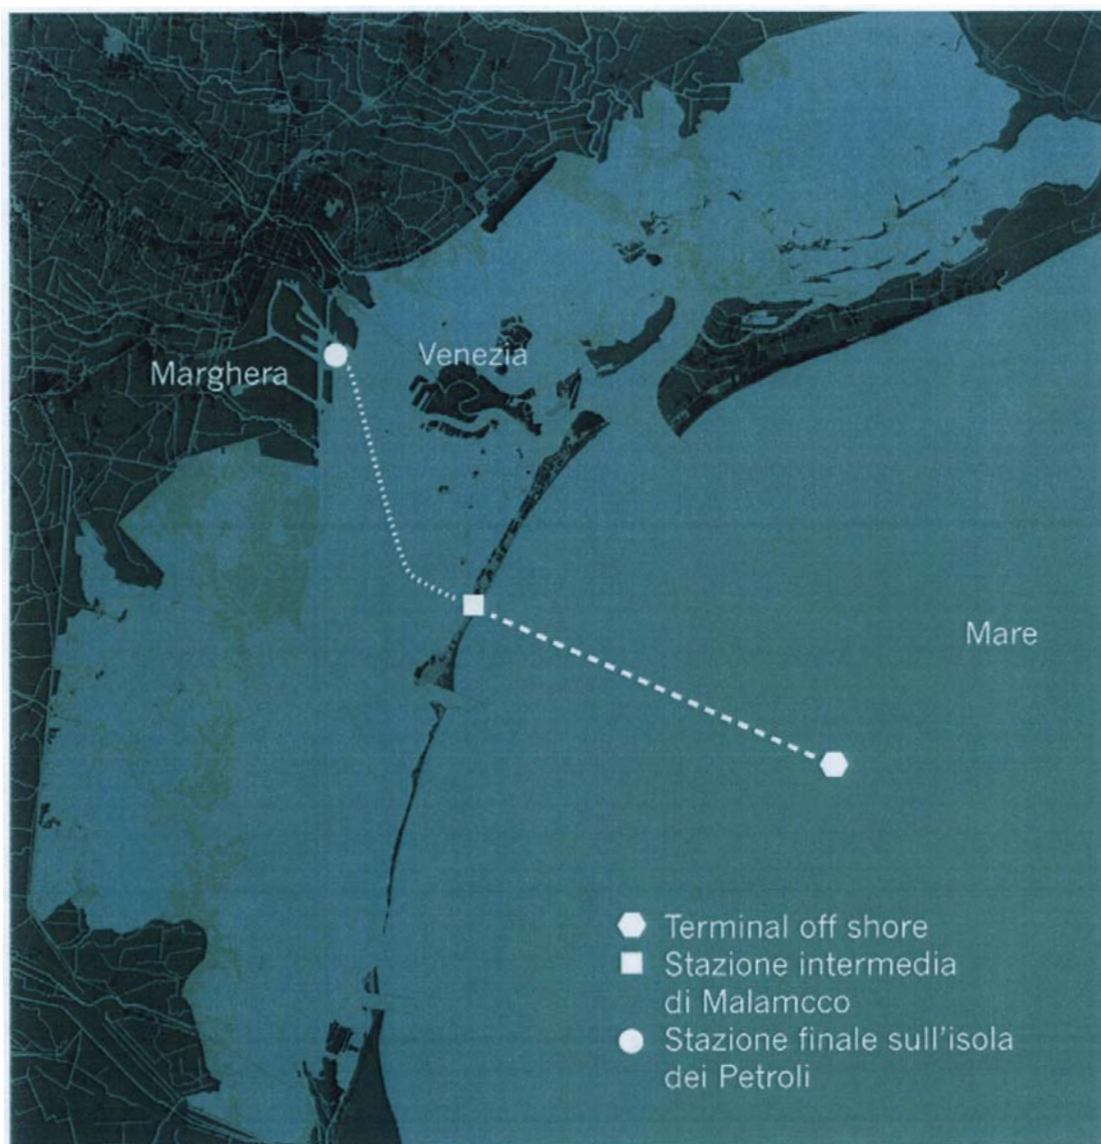 Venezia
Marghera
Mare
Terminal off shore
Stazione intermedia
di Malamcco
Stazione finale sull'isola
dei Petroli